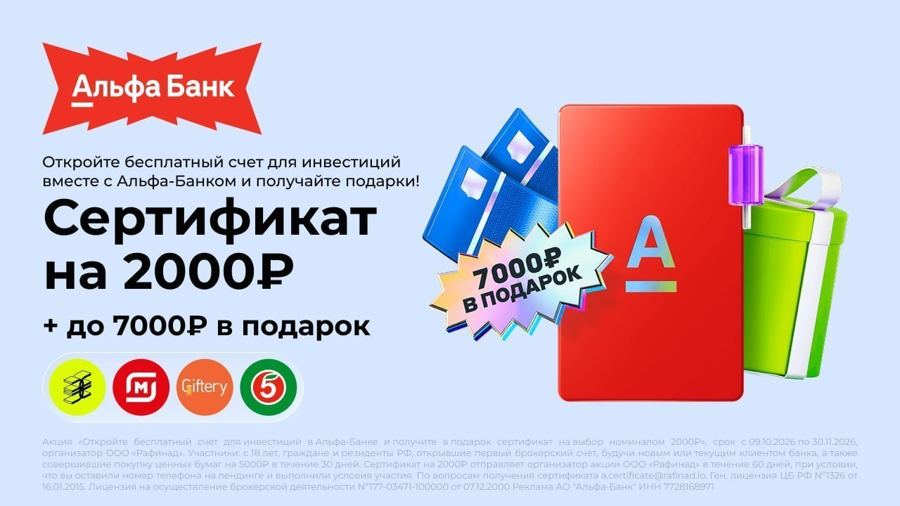 Альфа Банк
Откройте бесплатный счет для инвестиций
вместе с Альфа-Банком и получайте подарки!
Сертификат
на 2000₽
+ до 7000₽ в подарок
7000₽
В ПОДАРОК
А
М
Giftery
5
Акция «Откройте бесплатный счёт для инвестиций в Альфа-Банке и получите в подарок сертификат на выбор номиналом 2000₽», срок с 09.10.2026 по 30.11.2026,
организатор ООО «Рафинад». Участники: с 18 лет, граждане и резиденты РФ, открывшие первый брокерский счёт, будучи новым или текущим клиентом банка, а также
совершившие покупку ценных бумаг на 5000₽ в течение 30 дней. Сертификат на 2000₽ отправляет организатор акции ООО «Рафинад» в течение 60 дней, при условии,
что вы оставили номер телефона на лендинге и выполнили условия участия. По вопросам получения сертификата a.certificate@rafinad.io. Ген. лицензия ЦБ РФ №1326 от
16.01.2015. Лицензия на осуществление брокерской деятельности №177-03471-100000 от 07.12.2000 Реклама АО "Альфа-Банк" ИНН 7728168971